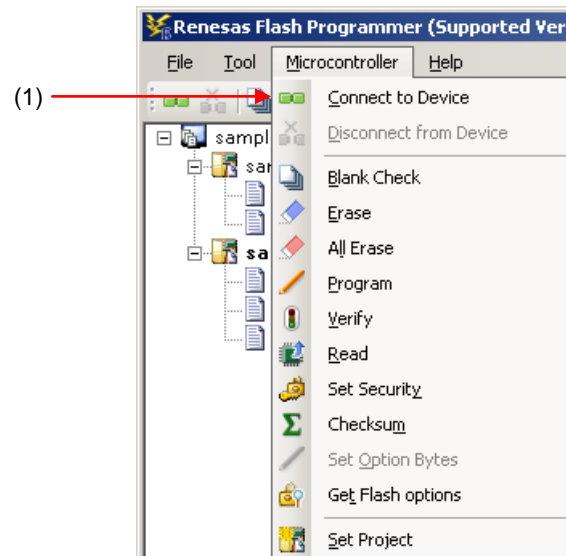 Renesas Flash Programmer (Supported Ver
File Tool Microcontroller Help
(1)
Connect to Device
sampl
Disconnect from Device
sar
Blank Check
Erase
sa
All Erase
Program
Verify
Read
Set Security
Checksum
Set Option Bytes
Get Flash options
Set Project